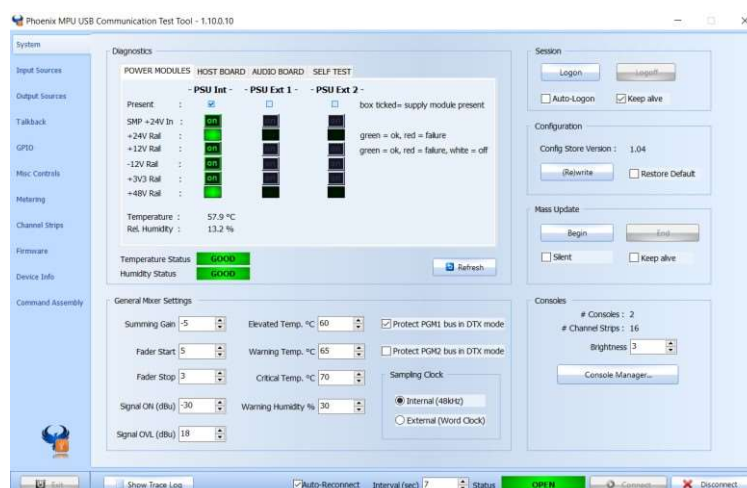 Phoenix MPU USB Communication Test Tool - 1.10.0.10
System
Input Sources
Output Sources
Talkback
GPIO
Misc Controls
Metering
Channel Strips
Firmware
Device Info
Command Assembly
Diagnostics
POWER MODULES HOST BOARD AUDIO BOARD SELF TEST
- PSU Int - - PSU Ext 1 - - PSU Ext 2 -
Present : box ticked= supply module present
SMP +24V In : on on on
+24V Rail : green = ok, red = failure
+12V Rail : on on on green = ok, red = failure, white = off
-12V Rail : on on on
+3V3 Rail : on on on
+48V Rail :
Temperature : 57.9 °C
Rel. Humidity : 13.2 %
Temperature Status GOOD
Humidity Status GOOD
Refresh
General Mixer Settings
Summing Gain -5 Elevated Temp. °C 60 Protect PGM1 bus in DTX mode
Fader Start 5 Warning Temp. °C 65 Protect PGM2 bus in DTX mode
Fader Stop 3 Critical Temp. °C 70 Sampling Clock
Signal ON (dBu) -30 Warning Humidity % 30 Internal (48kHz)
External (Word Clock)
Signal OVL (dBu) 18
Session
Logon Logoff
Auto-Logon Keep alive
Configuration
Config Store Version : 1.04
(Re)write Restore Default
Mass Update
Begin End
Silent Keep alive
Consoles
# Consoles : 2
# Channel Strips : 16
Brightness 3
Console Manager...
Exit Show Trace Log Auto-Reconnect Interval (sec) 7 Status OPEN Connect Disconnect